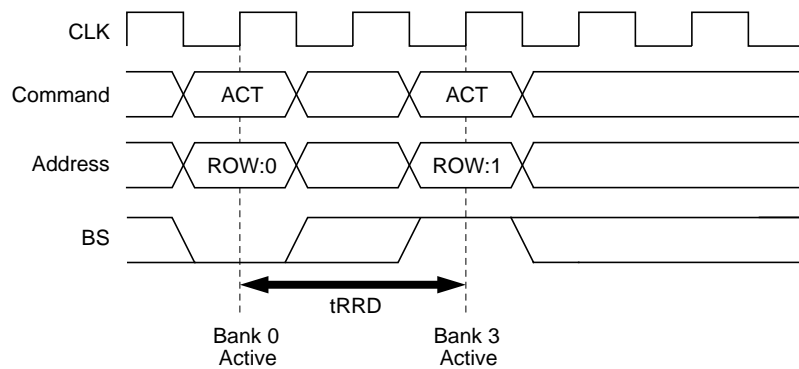 CLK
Command
ACT
ACT
Address
ROW:0
ROW:1
BS
tRRD
Bank 0
Active
Bank 3
Active